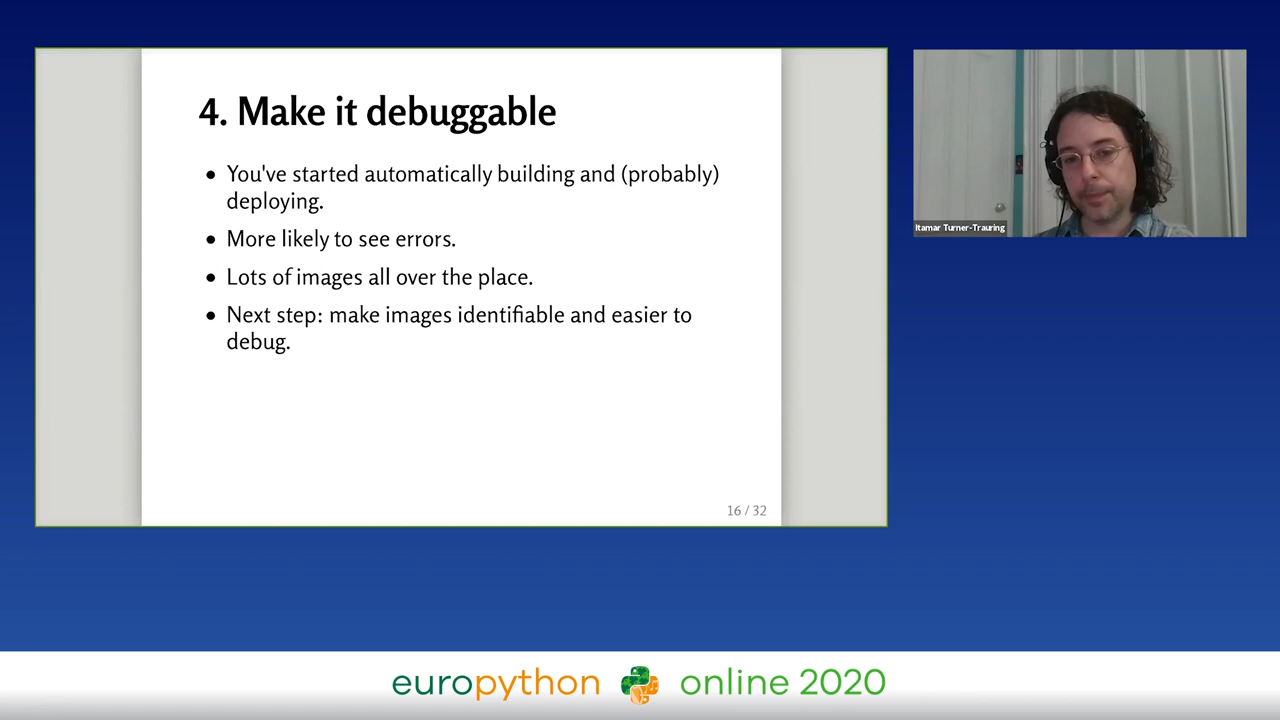 4. Make it debuggable
• You've started automatically building and (probably)
deploying.
• More likely to see errors.
• Lots of images all over the place.
• Next step: make images identifiable and easier to
debug.
16 / 32
Itamar Turner-Trauring
europython online 2020